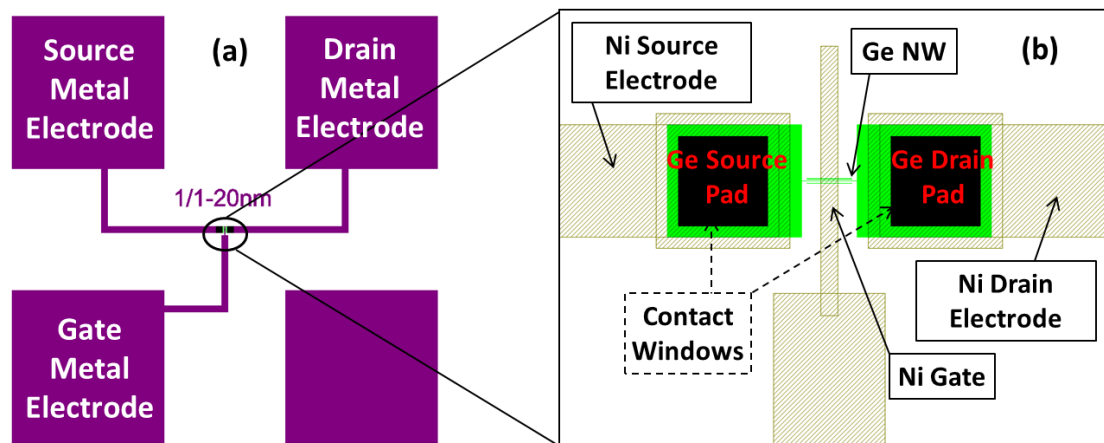 Source
Metal
Electrode
(a)
Drain
Metal
Electrode
1/1-20nm
Gate
Metal
Electrode
Ni Source
Electrode
Ge NW
(b)
Ge Source
Pad
Ge Drain
Pad
Contact
Windows
Ni Drain
Electrode
Ni Gate